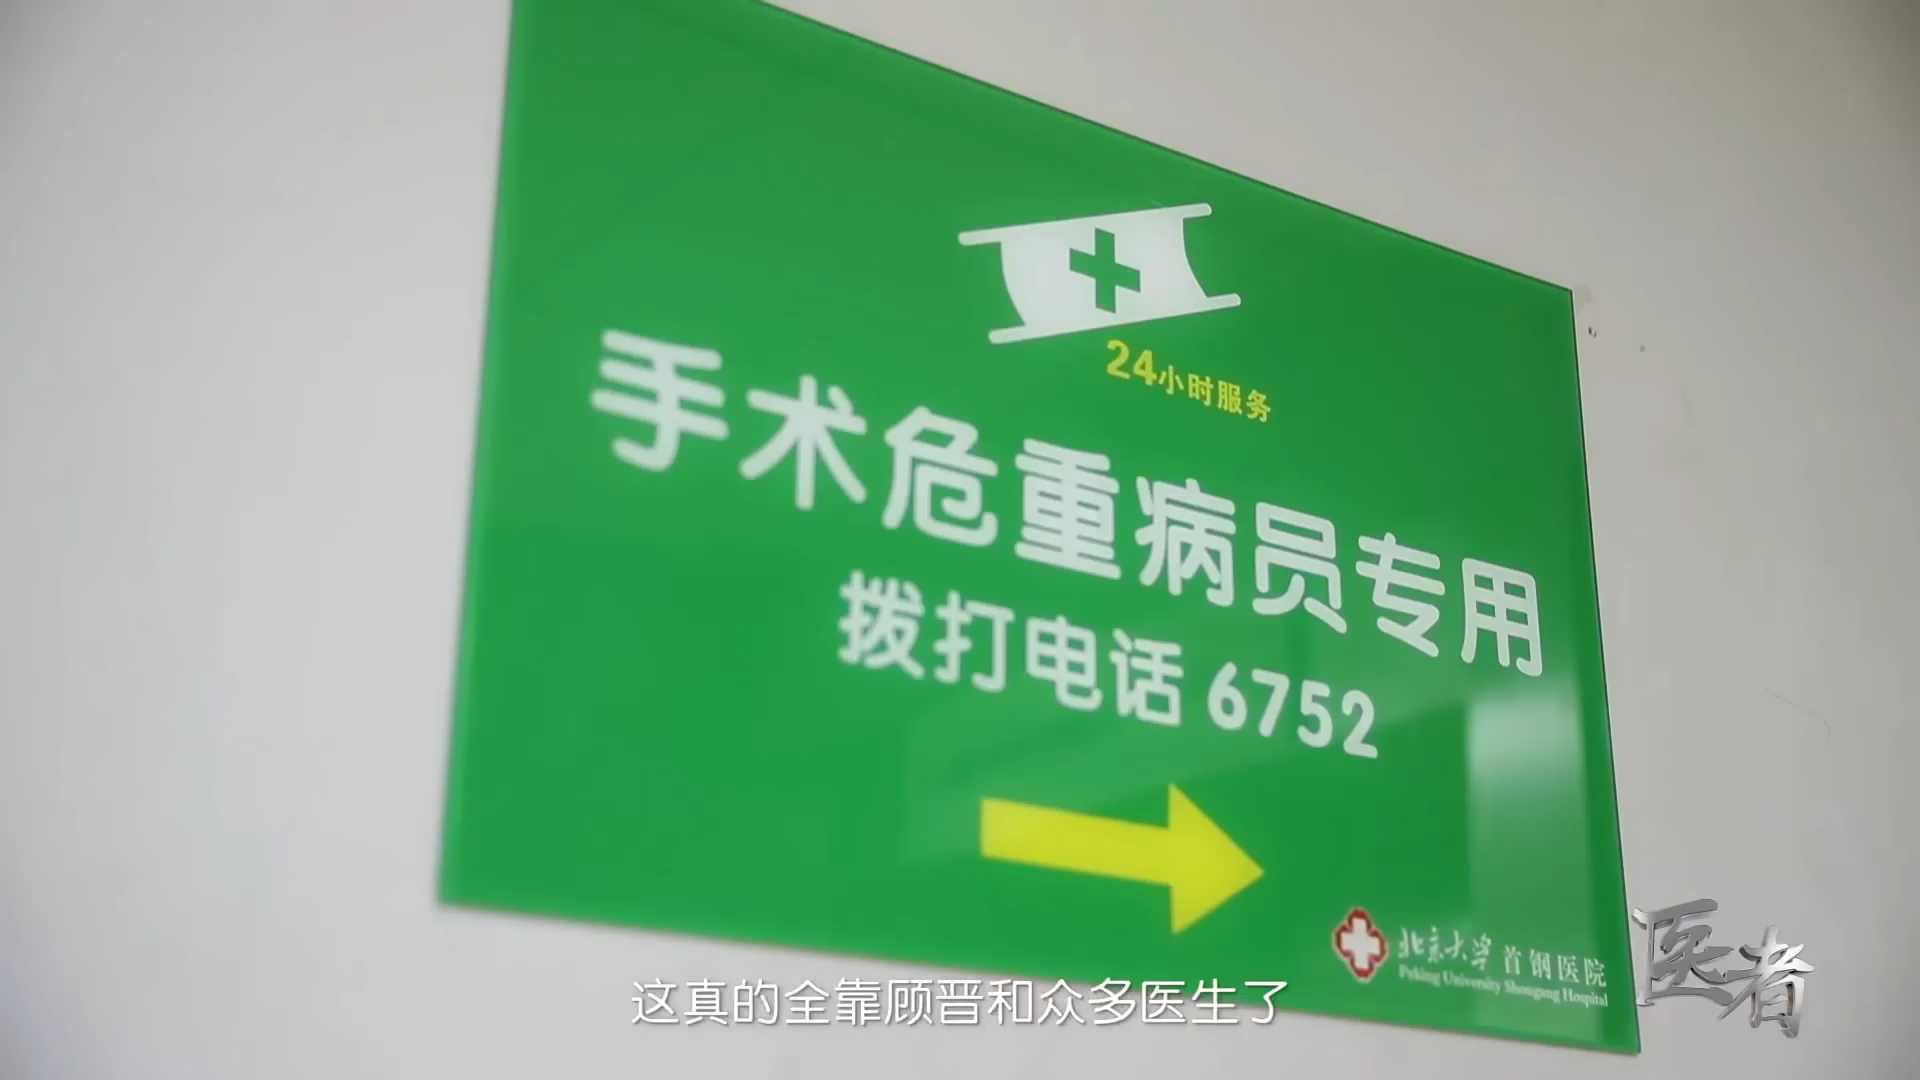 24小时服务
手术危重病员专用
拨打电话 6752
北京大学首钢医院
Peking University Shougang Hospital
医者
这真的全靠顾晋和众多医生了